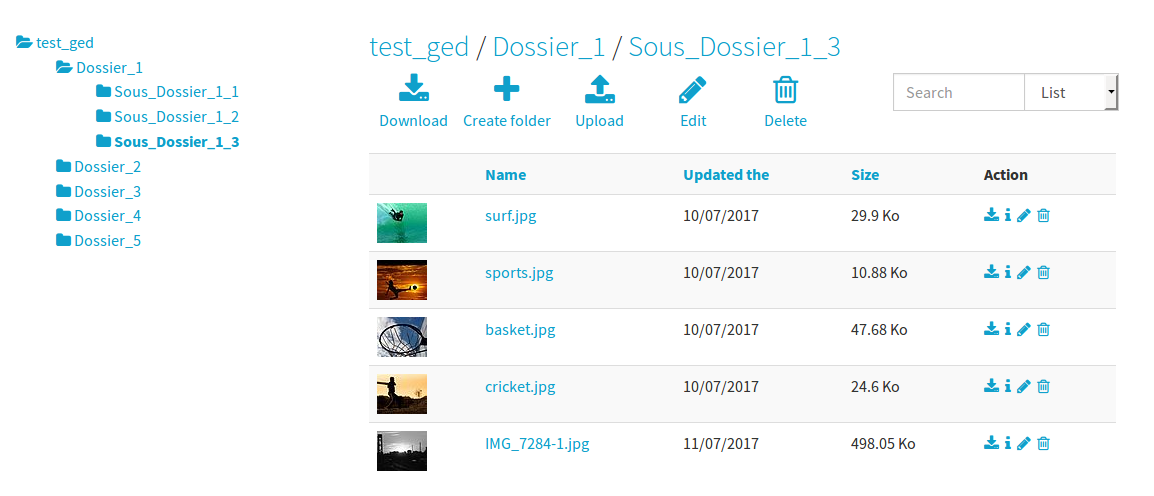 test_ged
Dossier_1
Sous_Dossier_1_1
Sous_Dossier_1_2
Sous_Dossier_1_3
Dossier_2
Dossier_3
Dossier_4
Dossier_5
test_ged / Dossier_1 / Sous_Dossier_1_3
Download Create folder Upload Edit Delete
Search List
Name Updated the Size Action
surf.jpg 10/07/2017 29.9 Ko
sports.jpg 10/07/2017 10.88 Ko
basket.jpg 10/07/2017 47.68 Ko
cricket.jpg 10/07/2017 24.6 Ko
IMG_7284-1.jpg 11/07/2017 498.05 Ko